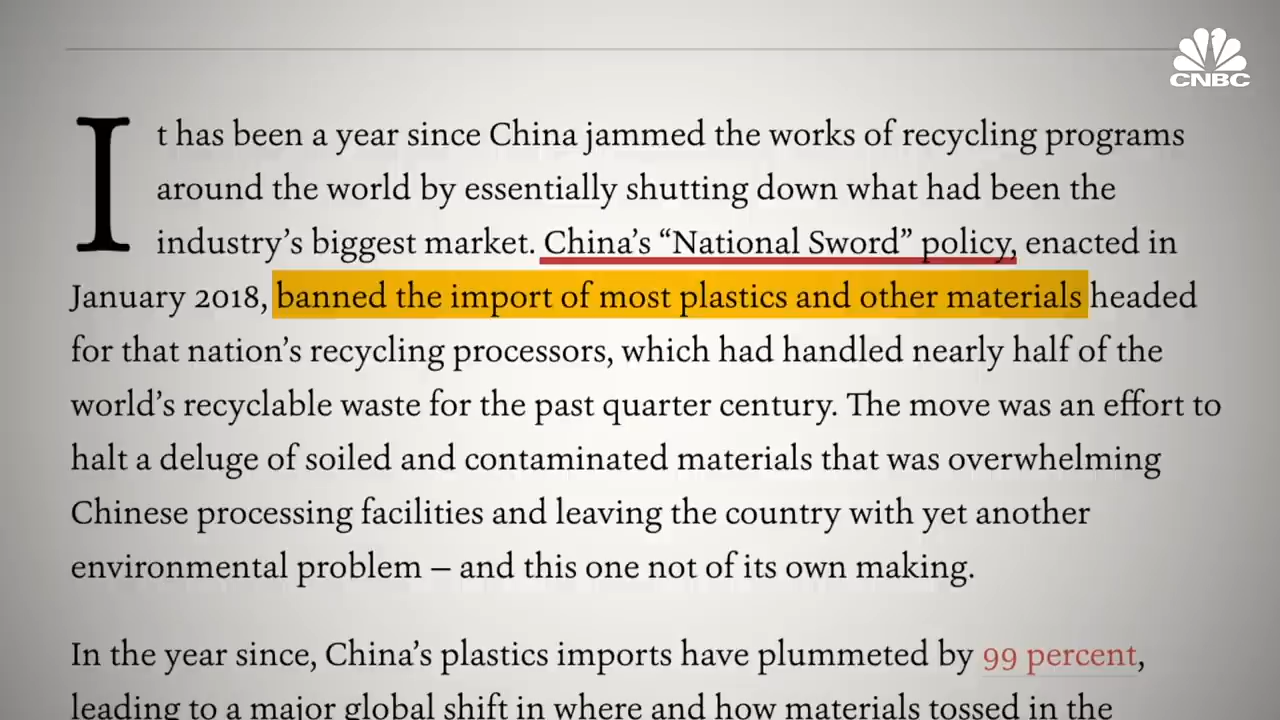 CNBC
It has been a year since China jammed the works of recycling programs
around the world by essentially shutting down what had been the
industry’s biggest market. China’s “National Sword” policy, enacted in
January 2018, banned the import of most plastics and other materials headed
for that nation’s recycling processors, which had handled nearly half of the
world’s recyclable waste for the past quarter century. The move was an effort to
halt a deluge of soiled and contaminated materials that was overwhelming
Chinese processing facilities and leaving the country with yet another
environmental problem – and this one not of its own making.
In the year since, China’s plastics imports have plummeted by 99 percent,
leading to a major global shift in where and how materials tossed in the